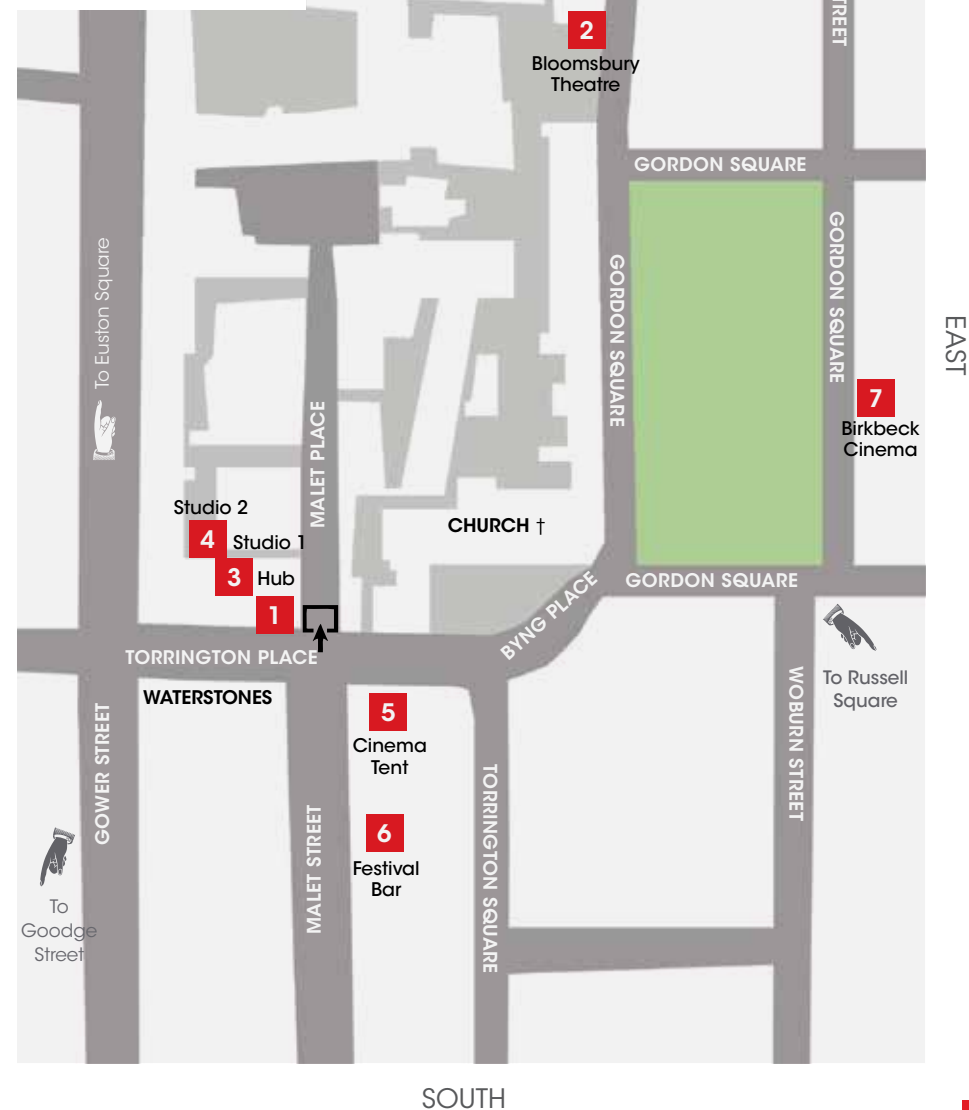 2
Bloomsbury
Theatre
GORDON SQUARE
GORDON SQUARE
GORDON SQUARE
EAST
To Euston Square
7
Birkbeck
Cinema
MALET PLACE
Studio 2
4
Studio 1
CHURCH †
3
Hub
GORDON SQUARE
BYNG PLACE
1
TORRINGTON PLACE
WATERSTONES
To Russell
Square
5
Cinema
Tent
GOWER STREET
WOBURN STREET
TORRINGTON SQUARE
MALET STREET
6
Festival
Bar
To
Goodge
Street
SOUTH